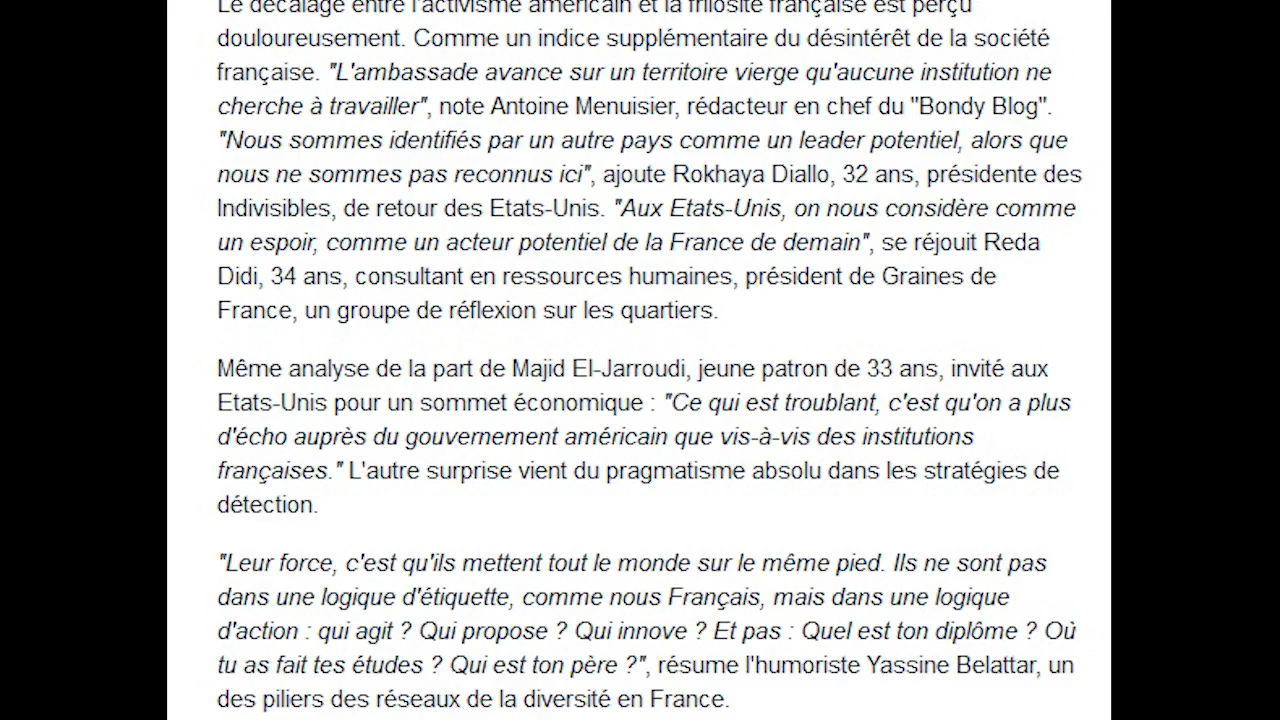 Le décalage entre l'activisme américain et la frilosité française est perçu
douloureusement. Comme un indice supplémentaire du désintérêt de la société
française. "L'ambassade avance sur un territoire vierge qu'aucune institution ne
cherche à travailler", note Antoine Menuisier, rédacteur en chef du "Bondy Blog".
"Nous sommes identifiés par un autre pays comme un leader potentiel, alors que
nous ne sommes pas reconnus ici", ajoute Rokhaya Diallo, 32 ans, présidente des
Indivisibles, de retour des Etats-Unis. "Aux Etats-Unis, on nous considère comme
un espoir, comme un acteur potentiel de la France de demain", se réjouit Reda
Didi, 34 ans, consultant en ressources humaines, président de Graines de
France, un groupe de réflexion sur les quartiers.
Même analyse de la part de Majid El-Jarroudi, jeune patron de 33 ans, invité aux
Etats-Unis pour un sommet économique : "Ce qui est troublant, c'est qu'on a plus
d'écho auprès du gouvernement américain que vis-à-vis des institutions
françaises." L'autre surprise vient du pragmatisme absolu dans les stratégies de
détection.
"Leur force, c'est qu'ils mettent tout le monde sur le même pied. Ils ne sont pas
dans une logique d'étiquette, comme nous Français, mais dans une logique
d'action : qui agit ? Qui propose ? Qui innove ? Et pas : Quel est ton diplôme ? Où
tu as fait tes études ? Qui est ton père ?", résume l'humoriste Yassine Belattar, un
des piliers des réseaux de la diversité en France.